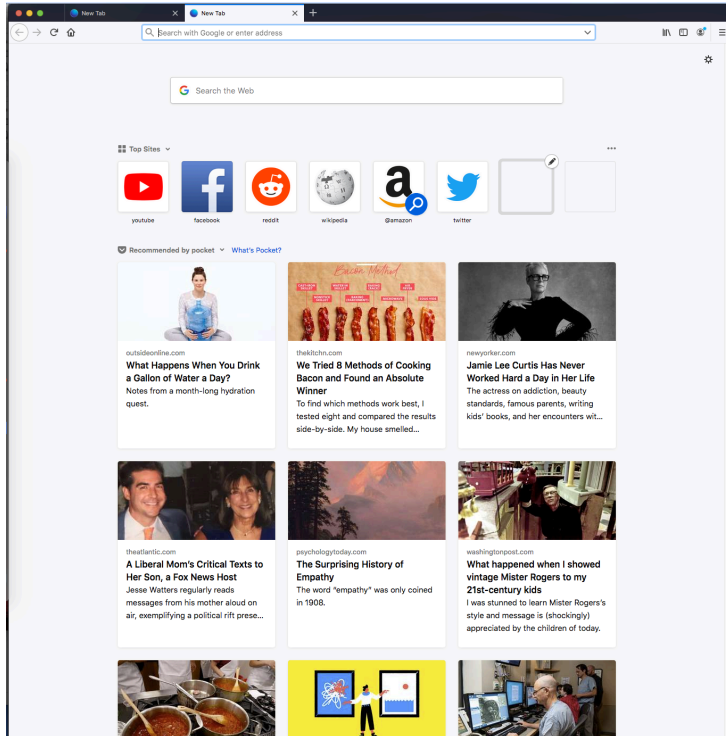 New Tab
New Tab
Search with Google or enter address
Search the Web
Top Sites
youtube
facebook
reddit
wikipedia
@amazon
twitter
Recommended by pocket
What's Pocket?
Bacon Method
outsideonline.com
What Happens When You Drink
a Gallon of Water a Day?
Notes from a month-long hydration
quest.
thekitchn.com
We Tried 8 Methods of Cooking
Bacon and Found an Absolute
Winner
To find which methods work best, I
tested eight and compared the results
side-by-side. My house smelled...
newyorker.com
Jamie Lee Curtis Has Never
Worked Hard a Day in Her Life
The actress on addiction, beauty
standards, famous parents, writing
kids' books, and her encounters wit...
theatlantic.com
A Liberal Mom's Critical Texts to
Her Son, a Fox News Host
Jesse Watters regularly reads
messages from his mother aloud on
air, exemplifying a political rift prese...
psychologytoday.com
The Surprising History of
Empathy
The word "empathy" was only coined
in 1908.
washingtonpost.com
What happened when I showed
vintage Mister Rogers to my
21st-century kids
I was stunned to learn Mister Rogers's
style and message is (shockingly)
appreciated by the children of today.